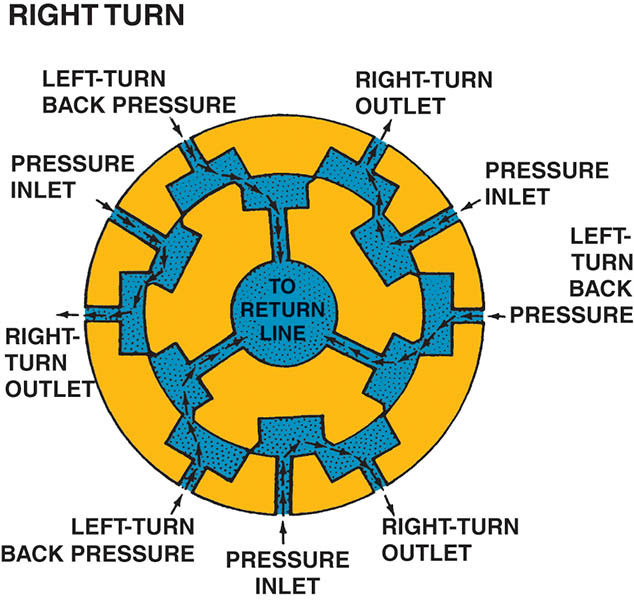 RIGHT TURN
LEFT-TURN
BACK PRESSURE
RIGHT-TURN
OUTLET
PRESSURE
INLET
PRESSURE
INLET
LEFT-
TURN
BACK
PRESSURE
TO
RETURN
LINE
RIGHT-
TURN
OUTLET
LEFT-TURN
BACK PRESSURE
PRESSURE
INLET
RIGHT-TURN
OUTLET